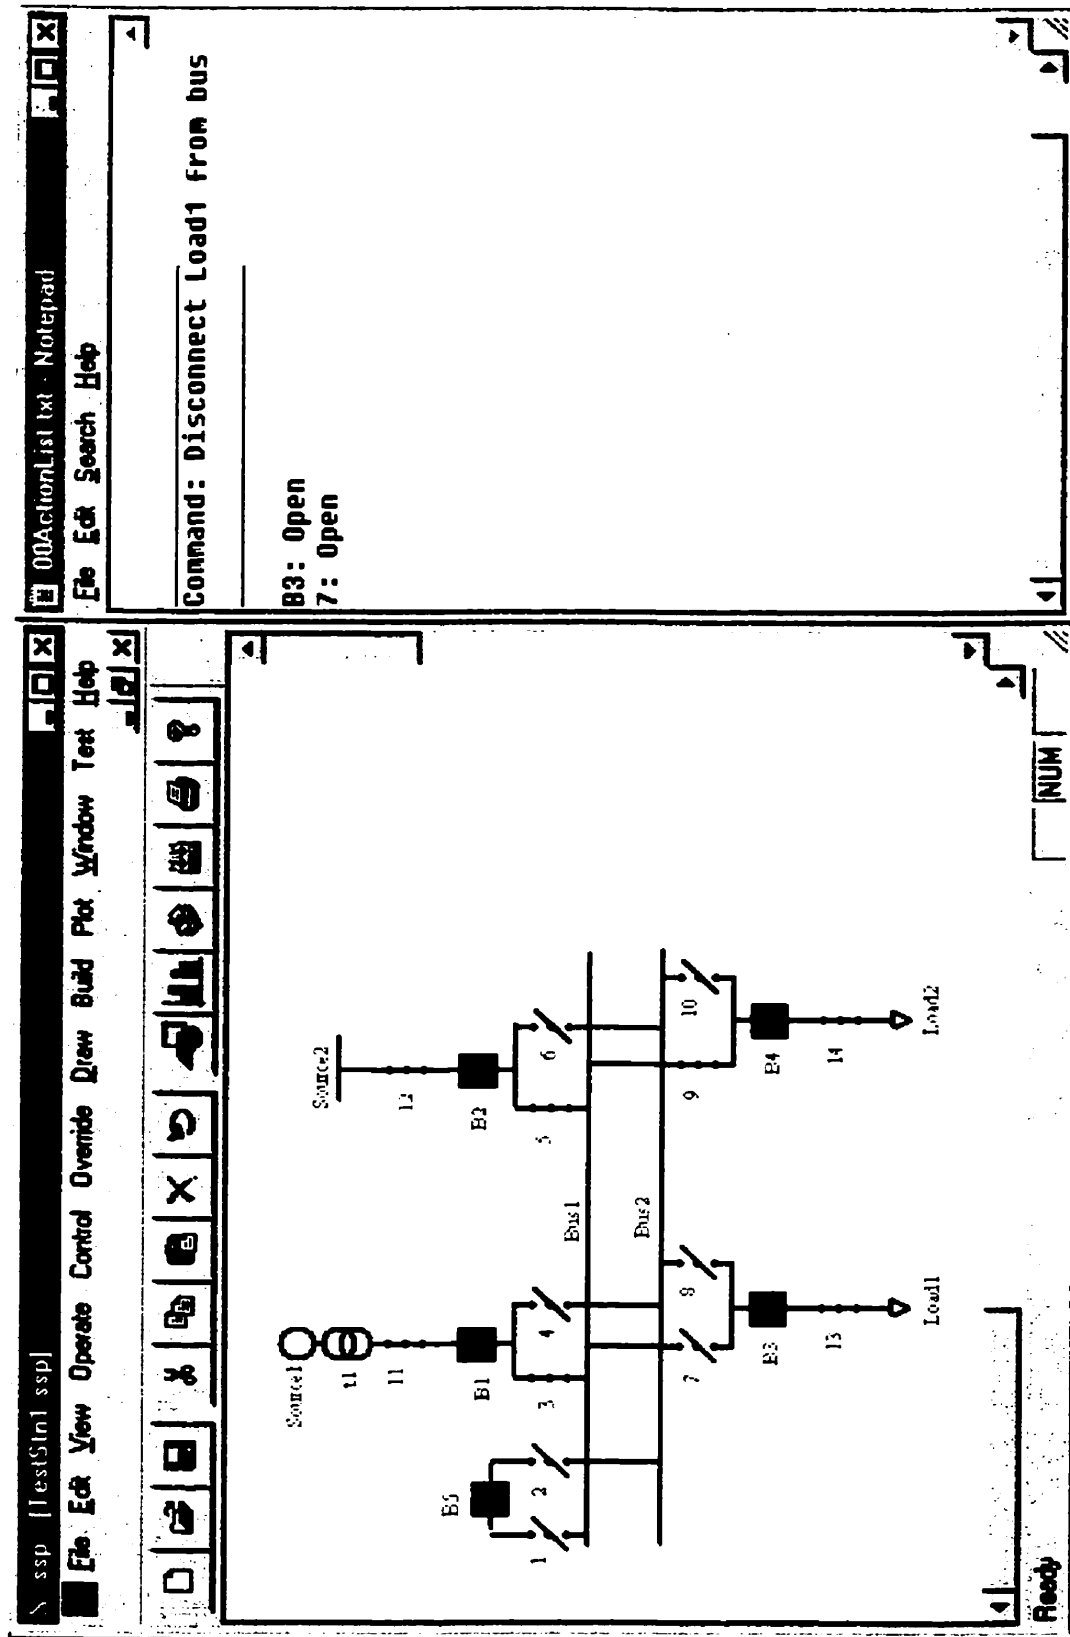 ssp [TestStn1 ssp]
File Edit View Operate Control Override Draw Build Plot Window Test Help
Source1
Source2
t1
11
12
B5
B1
B2
1
2
3
4
5
6
Bus1
Bus2
7
8
9
10
B3
B4
13
14
Load1
Load2
Ready
NUM
00ActionList txt - Notepad
File Edit Search Help
Command: Disconnect Load1 from bus
B3: Open
7: Open